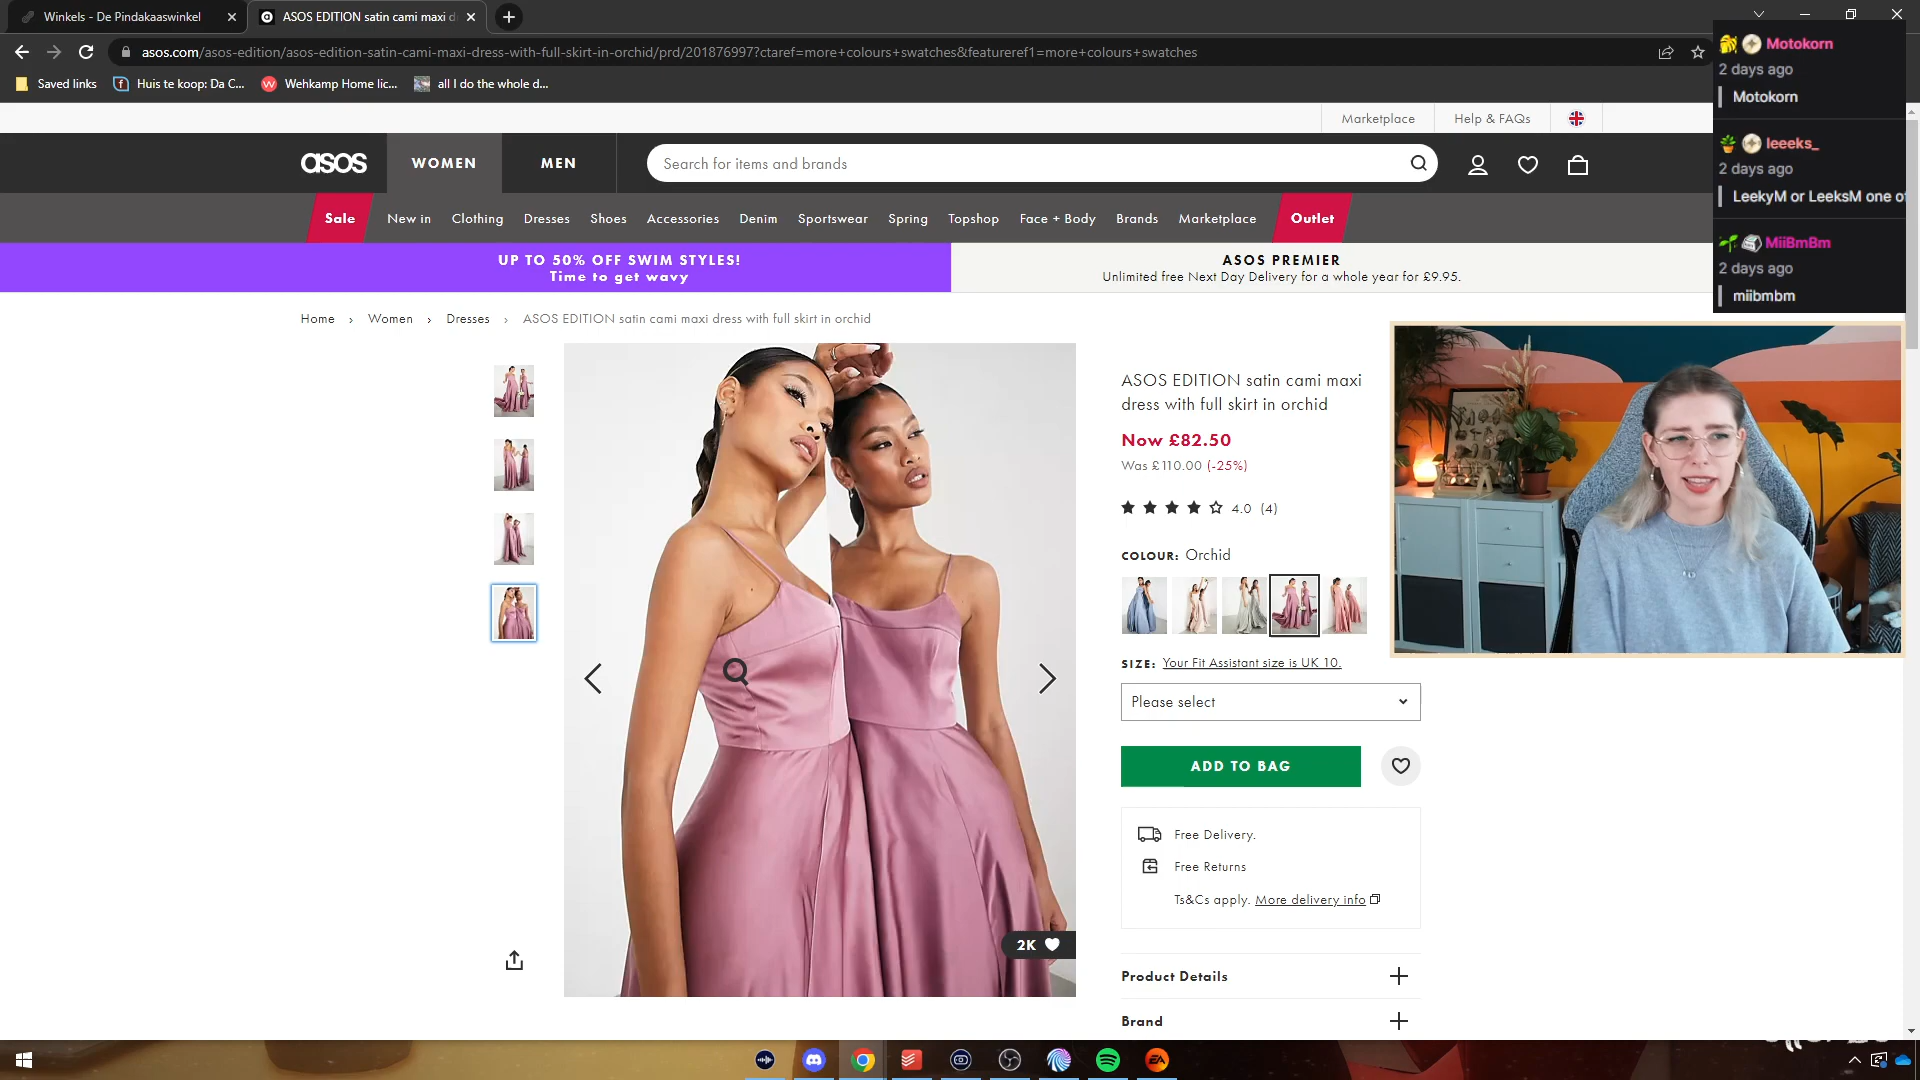 Winkels - De Pindakaaswinkel
ASOS EDITION satin cami maxi d
asos.com/asos-edition/asos-edition-satin-cami-maxi-dress-with-full-skirt-in-orchid/prd/201876997?ctaref=more+colours+swatches&featureref1=more+colours+swatches
Saved links
Huis te koop: Da C...
Wehkamp Home lic...
all I do the whole d...
Motokorn
2 days ago
Motokorn
leeeks_
2 days ago
LeekyM or LeeksM one of
MiiBmBm
2 days ago
miibmbm
Marketplace
Help & FAQs
asos
WOMEN
MEN
Search for items and brands
Sale
New in
Clothing
Dresses
Shoes
Accessories
Denim
Sportswear
Spring
Topshop
Face + Body
Brands
Marketplace
Outlet
UP TO 50% OFF SWIM STYLES!
Time to get wavy
ASOS PREMIER
Unlimited free Next Day Delivery for a whole year for £9.95.
Home › Women › Dresses › ASOS EDITION satin cami maxi dress with full skirt in orchid
ASOS EDITION satin cami maxi
dress with full skirt in orchid
Now £82.50
Was £110.00 (-25%)
4.0 (4)
COLOUR: Orchid
SIZE: Your Fit Assistant size is UK 10.
Please select
ADD TO BAG
Free Delivery.
Free Returns
Ts&Cs apply. More delivery info
2K
Product Details
Brand